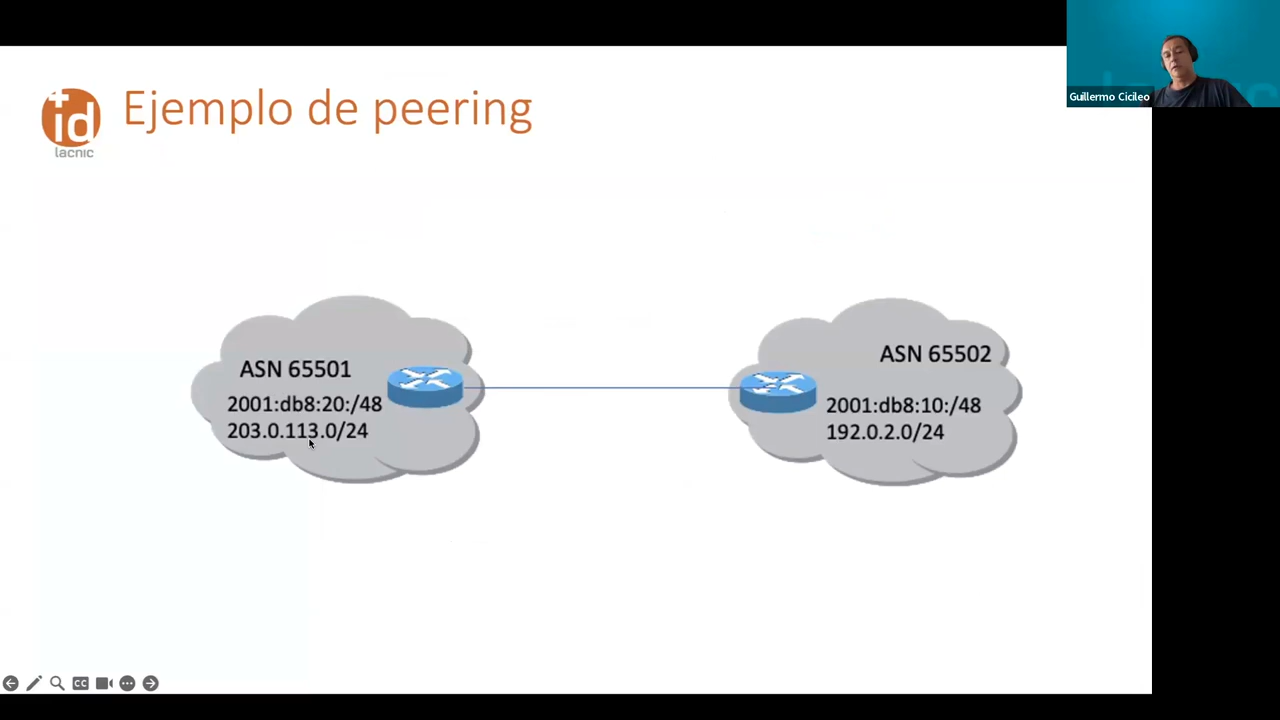 Ejemplo de peering
+
id
lacnic
Guillermo Cicileo
ASN 65501
2001:db8:20:/48
203.0.113.0/24
ASN 65502
2001:db8:10:/48
192.0.2.0/24
CC